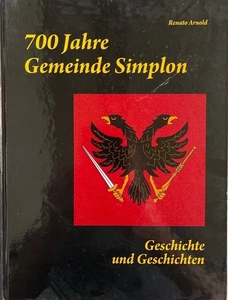 Renato Arnold
700 Jahre
Gemeinde Simplon
Geschichte
und Geschichten